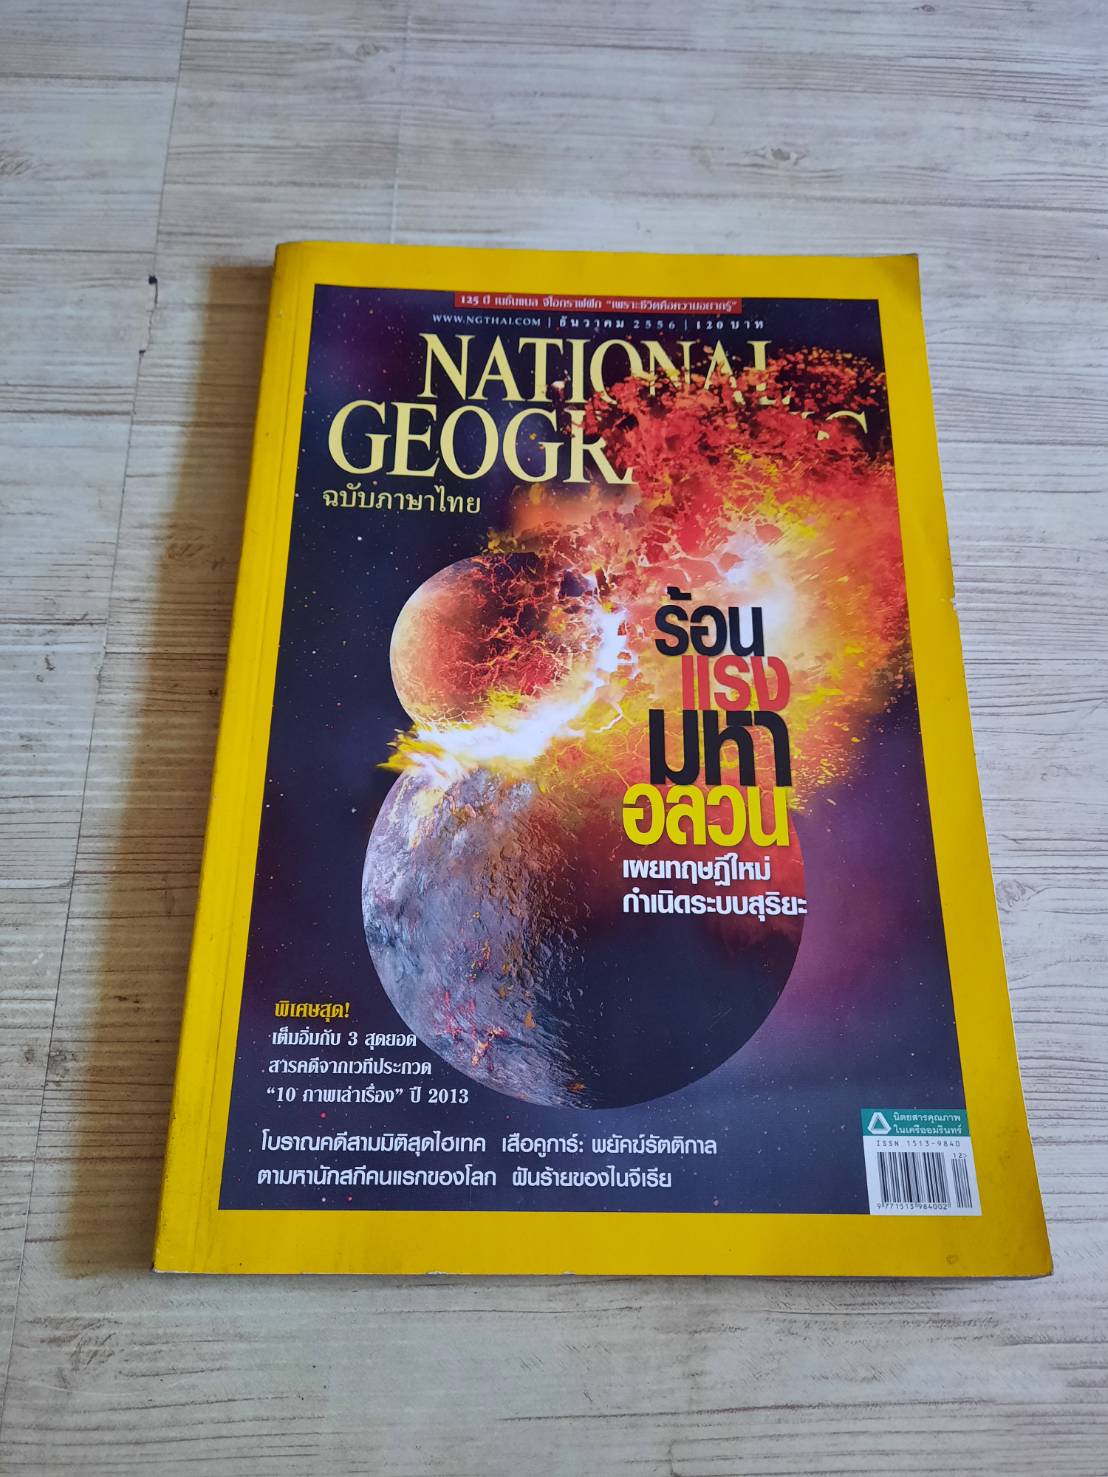 125 ปี เนชั่นแนล จีโอกราฟฟิก "เพราะชีวิตคือความอยากรู้"
WWW.NGTHAI.COM | ธันวาคม 2556 | 120 บาท
NATIONAL
GEOGRAPHIC
ฉบับภาษาไทย
ร้อน
แรง
มหา
อลวน
เผยทฤษฎีใหม่
กำเนิดระบบสุริยะ
พิเศษสุด!
เต็มอิ่มกับ 3 สุดยอด
สารคดีจากเวทีประกวด
“10 ภาพเล่าเรื่อง” ปี 2013
โบราณคดีสามมิติสุดไฮเทค เสือคูการ์: พยัคฆ์รัตติกาล
ตามหานักสกีคนแรกของโลก ฝันร้ายของไนจีเรีย
นิตยสารคุณภาพ
ในเครืออมรินทร์
ISSN 1513-9840
12>
9 771513 984002